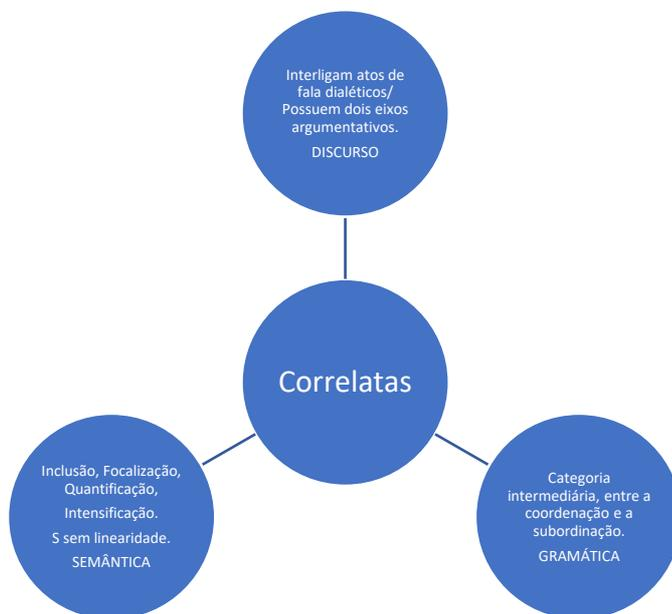 Interligam atos de
fala dialéticos/
Possuem dois eixos
argumentativos.
DISCURSO
Correlatas
Inclusão, Focalização,
Quantificação,
Intensificação.
S sem linearidade.
SEMÂNTICA
Categoria
intermediária, entre a
coordenação e a
subordinação.
GRAMÁTICA